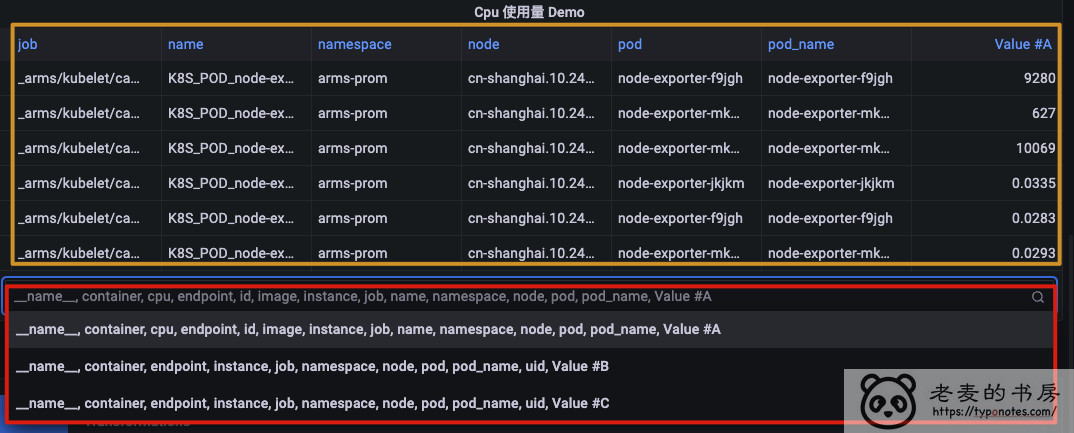 Cpu 使用量 Demo
job name namespace node pod pod_name Value #A
_arms/kubelet/ca... K8S_POD_node-ex... arms-prom cn-shanghai.10.24... node-exporter-f9jgh node-exporter-f9jgh 9280
_arms/kubelet/ca... K8S_POD_node-ex... arms-prom cn-shanghai.10.24... node-exporter-mk... node-exporter-mk... 627
_arms/kubelet/ca... K8S_POD_node-ex... arms-prom cn-shanghai.10.24... node-exporter-mk... node-exporter-mk... 10069
_arms/kubelet/ca... K8S_POD_node-ex... arms-prom cn-shanghai.10.24... node-exporter-jkjkm node-exporter-jkjkm 0.0335
_arms/kubelet/ca... K8S_POD_node-ex... arms-prom cn-shanghai.10.24... node-exporter-f9jgh node-exporter-f9jgh 0.0283
_arms/kubelet/ca... K8S_POD_node-ex... arms-prom cn-shanghai.10.24... node-exporter-mk... node-exporter-mk... 0.0293
__name__, container, cpu, endpoint, id, image, instance, job, name, namespace, node, pod, pod_name, Value #A
__name__, container, cpu, endpoint, id, image, instance, job, name, namespace, node, pod, pod_name, Value #A
__name__, container, endpoint, instance, job, namespace, node, pod, pod_name, uid, Value #B
__name__, container, endpoint, instance, job, namespace, node, pod, pod_name, uid, Value #C
老麦的书房
https://typonotes.com/